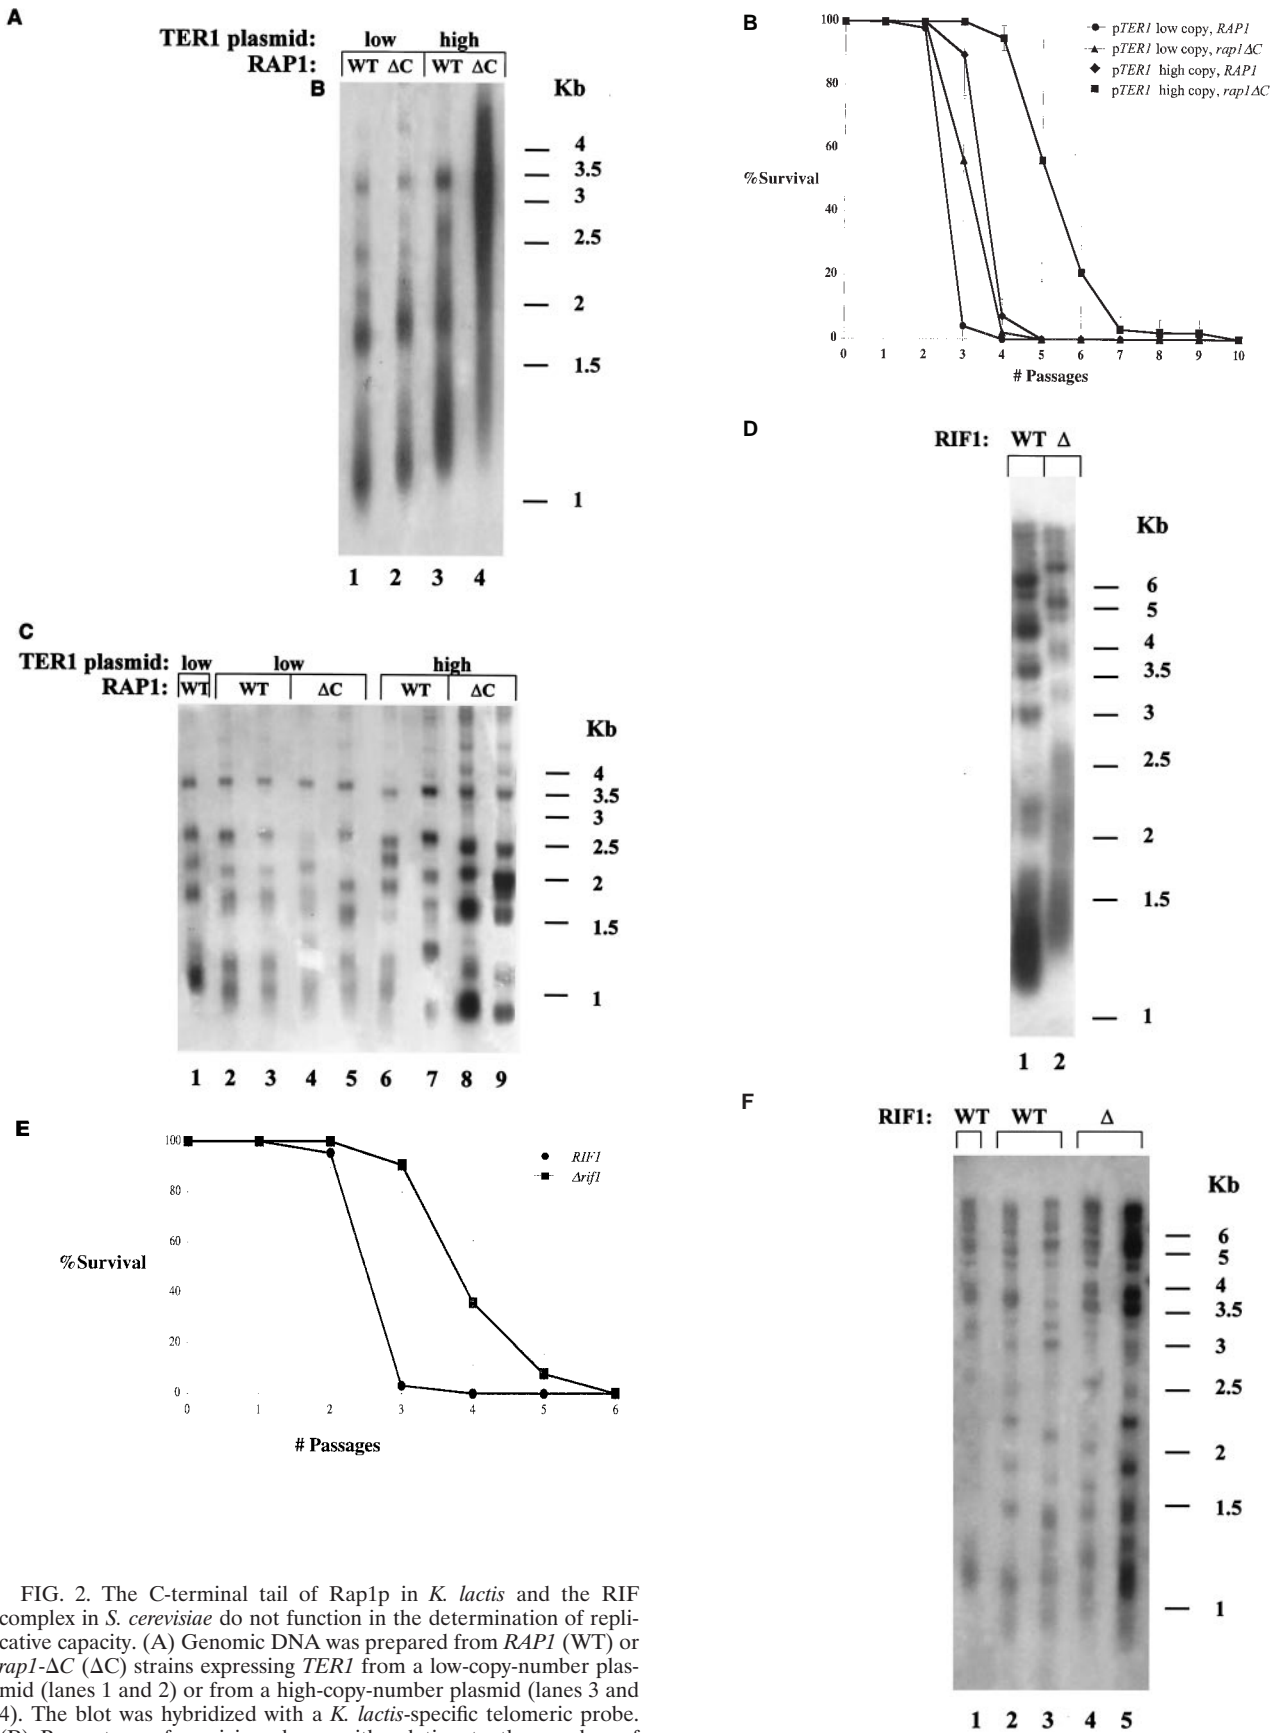 A
TER1 plasmid: low high
RAP1: WT ΔC WT ΔC
B
Kb
4
3.5
3
2.5
2
1.5
1
1 2 3 4
B
100
80
60
40
20
0
%Survival
0 1 2 3 4 5 6 7 8 9 10
# Passages
pTER1 low copy, RAP1
pTER1 low copy, rap1ΔC
pTER1 high copy, RAP1
pTER1 high copy, rap1ΔC
C
TER1 plasmid: low low high
RAP1: WT WT ΔC WT ΔC
Kb
4
3.5
3
2.5
2
1.5
1
1 2 3 4 5 6 7 8 9
D
RIF1: WT Δ
Kb
6
5
4
3.5
3
2.5
2
1.5
1
1 2
E
100
80
60
40
20
0
%Survival
0 1 2 3 4 5 6
# Passages
RIF1
Δrif1
F
RIF1: WT WT Δ
Kb
6
5
4
3.5
3
2.5
2
1.5
1
1 2 3 4 5
FIG. 2. The C-terminal tail of Rap1p in K. lactis and the RIF
complex in S. cerevisiae do not function in the determination of repli-
cative capacity. (A) Genomic DNA was prepared from RAP1 (WT) or
rap1-ΔC (ΔC) strains expressing TER1 from a low-copy-number plas-
mid (lanes 1 and 2) or from a high-copy-number plasmid (lanes 3 and
4). The blot was hybridized with a K. lactis-specific telomeric probe.